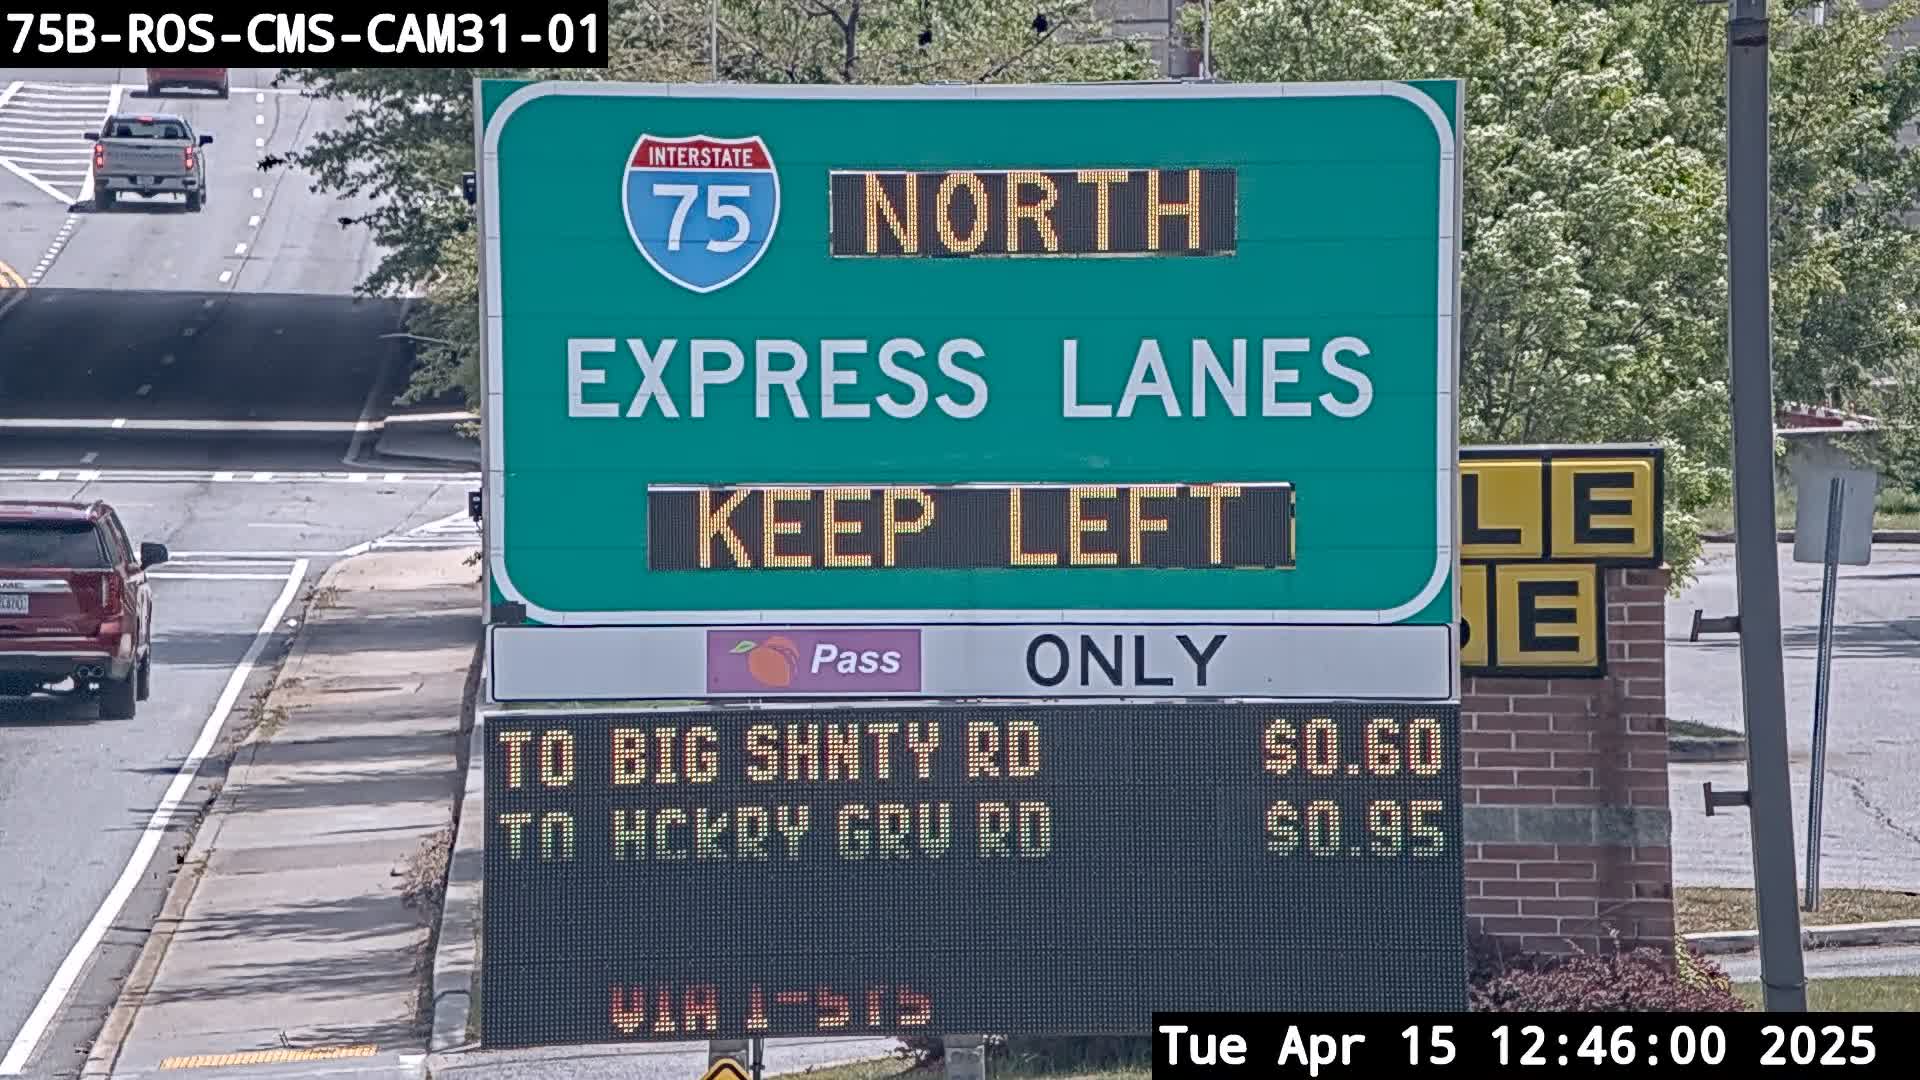 75B-ROS-CMS-CAM31-01
INTERSTATE
75
NORTH
EXPRESS LANES
KEEP LEFT
Pass ONLY
TO BIG SHNTY RD $0.60
TO HCKRY GRV RD $0.95
VIA I-575
LE
E
Tue Apr 15 12:46:00 2025